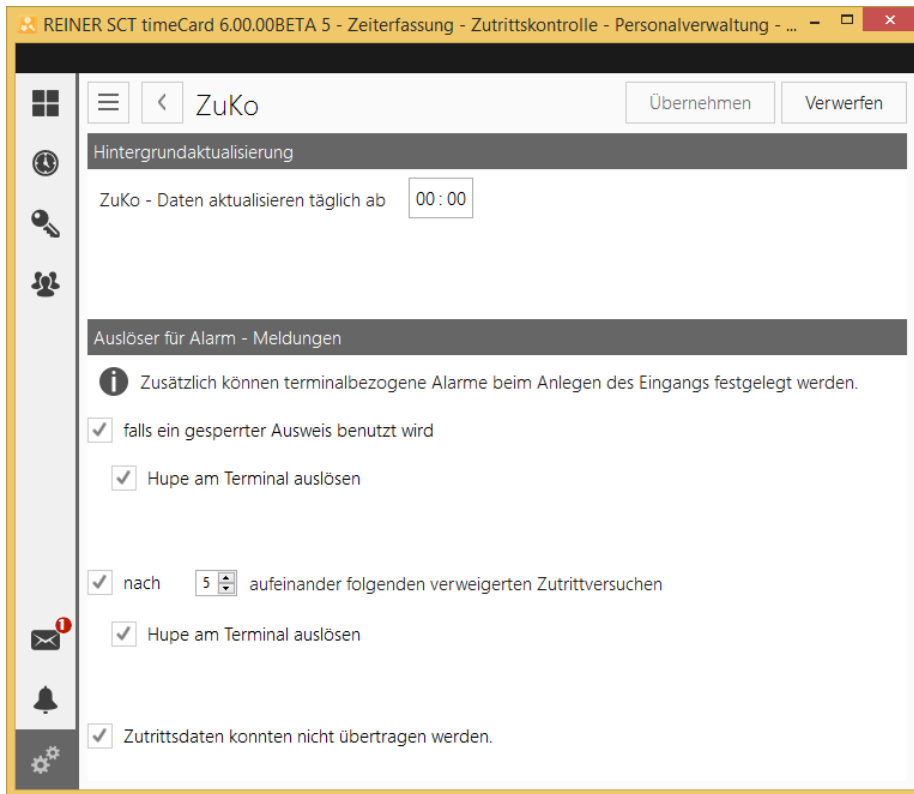 REINER SCT timeCard 6.00.00BETA 5 - Zeiterfassung - Zutrittskontrolle - Personalverwaltung - ...
ZuKo
Übernehmen
Verwerfen
Hintergrundaktualisierung
ZuKo - Daten aktualisieren täglich ab 00 : 00
Auslöser für Alarm - Meldungen
Zusätzlich können terminalbezogene Alarme beim Anlegen des Eingangs festgelegt werden.
falls ein gesperrter Ausweis benutzt wird
Hupe am Terminal auslösen
nach 5 aufeinander folgenden verweigerten Zutrittversuchen
Hupe am Terminal auslösen
1
Zutrittsdaten konnten nicht übertragen werden.